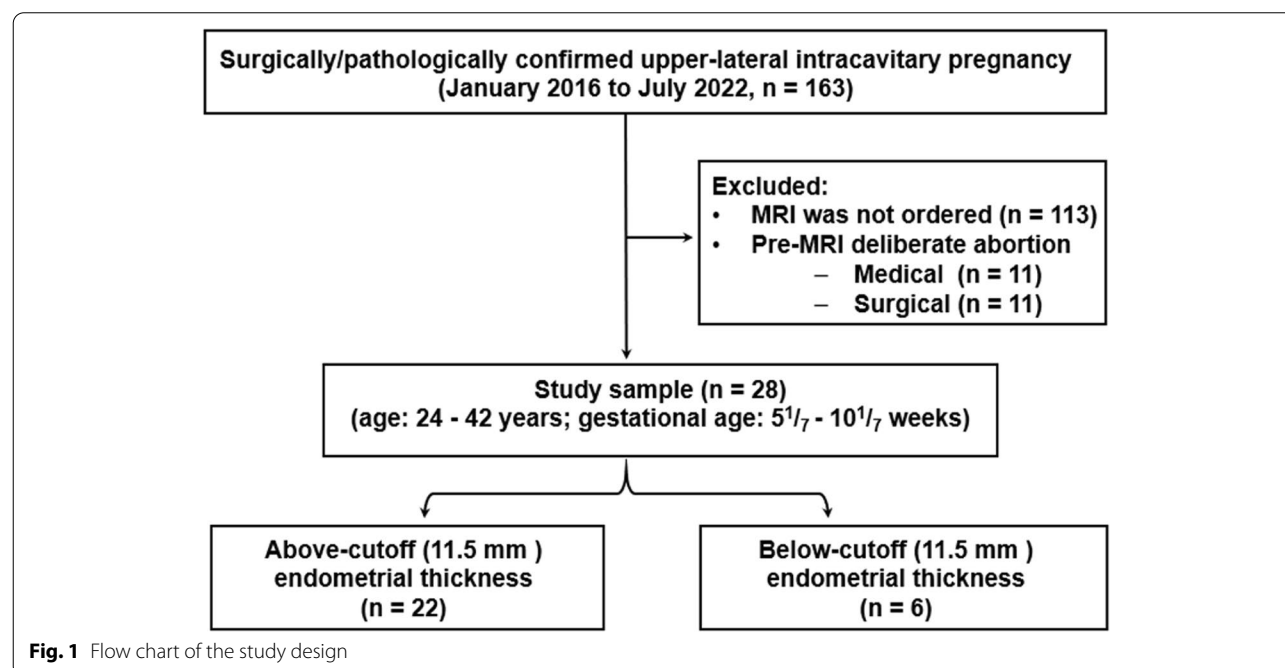 Surgically/pathologically confirmed upper-lateral intracavitary pregnancy
(January 2016 to July 2022, n = 163)
Excluded:
• MRI was not ordered (n = 113)
• Pre-MRI deliberate abortion
– Medical (n = 11)
– Surgical (n = 11)
Study sample (n = 28)
(age: 24 - 42 years; gestational age: 5¹/₇ - 10¹/₇ weeks)
Above-cutoff (11.5 mm )
endometrial thickness
(n = 22)
Below-cutoff (11.5 mm )
endometrial thickness
(n = 6)
Fig. 1 Flow chart of the study design